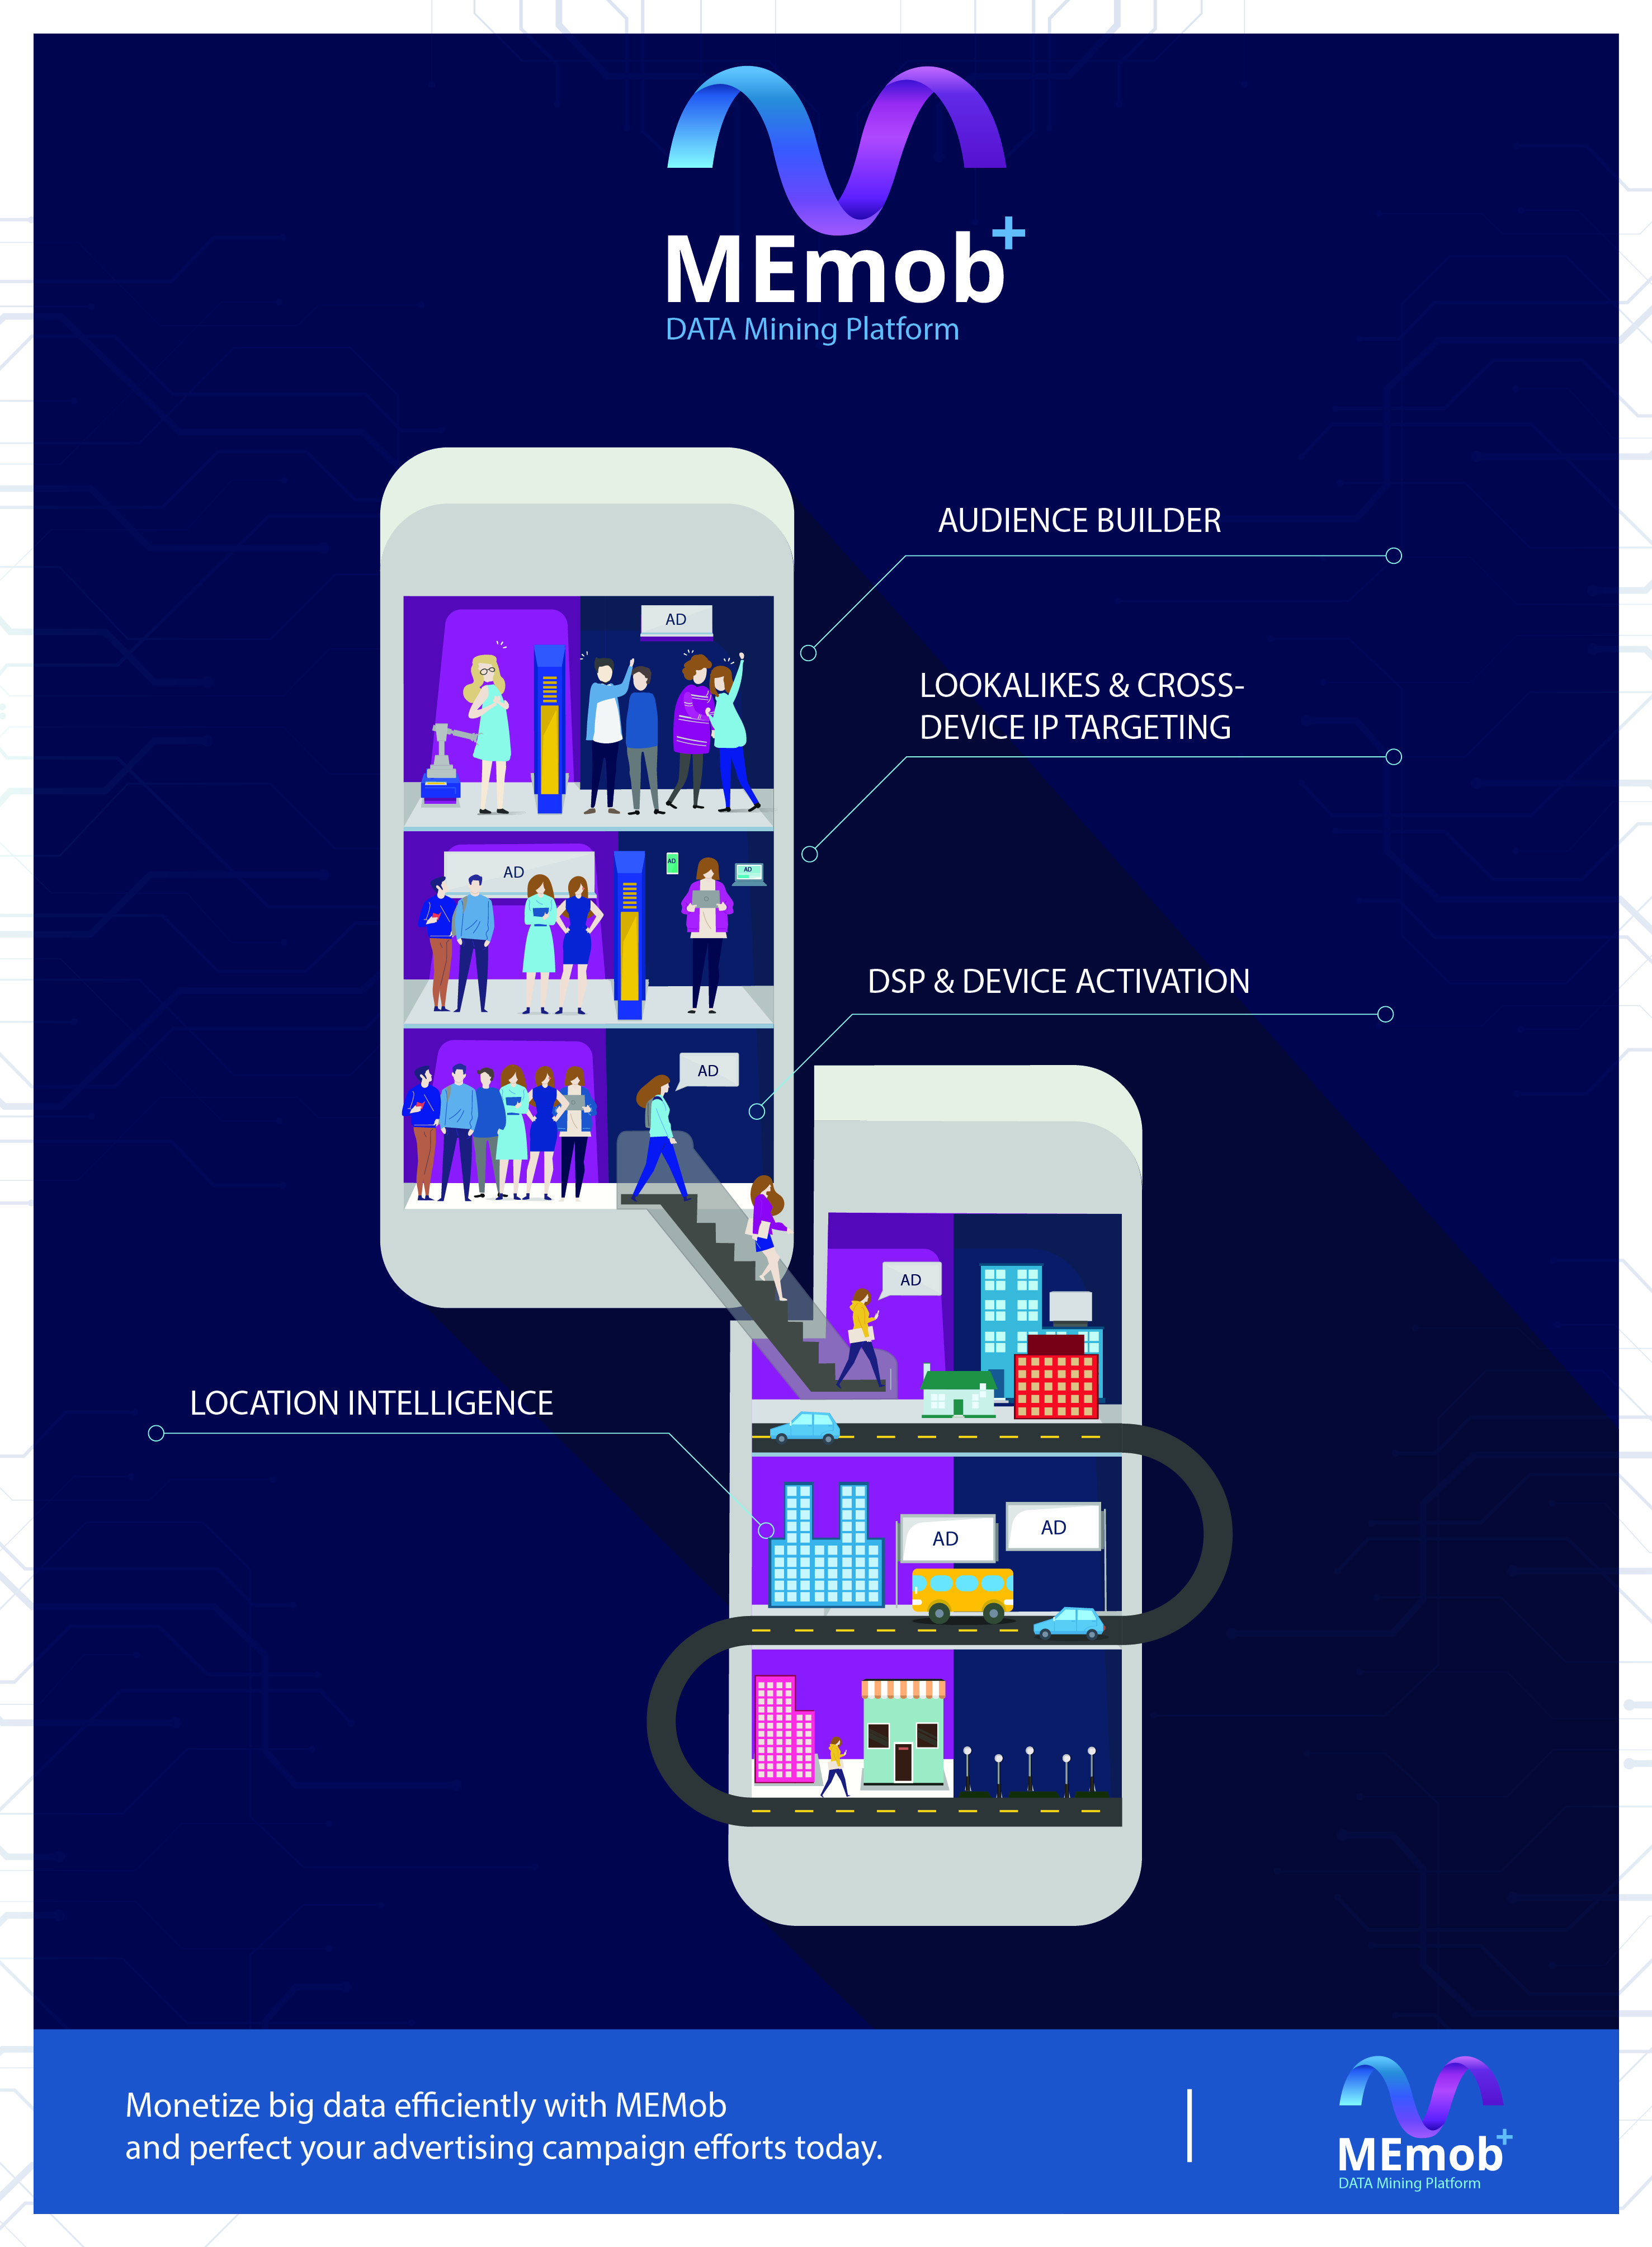 MEmob+
DATA Mining Platform
AUDIENCE BUILDER
AD
LOOKALIKES & CROSS-
DEVICE IP TARGETING
AD
AD
AD
DSP & DEVICE ACTIVATION
AD
AD
LOCATION INTELLIGENCE
AD
AD
Monetize big data efficiently with MEMob
and perfect your advertising campaign efforts today.
MEmob+
DATA Mining Platform